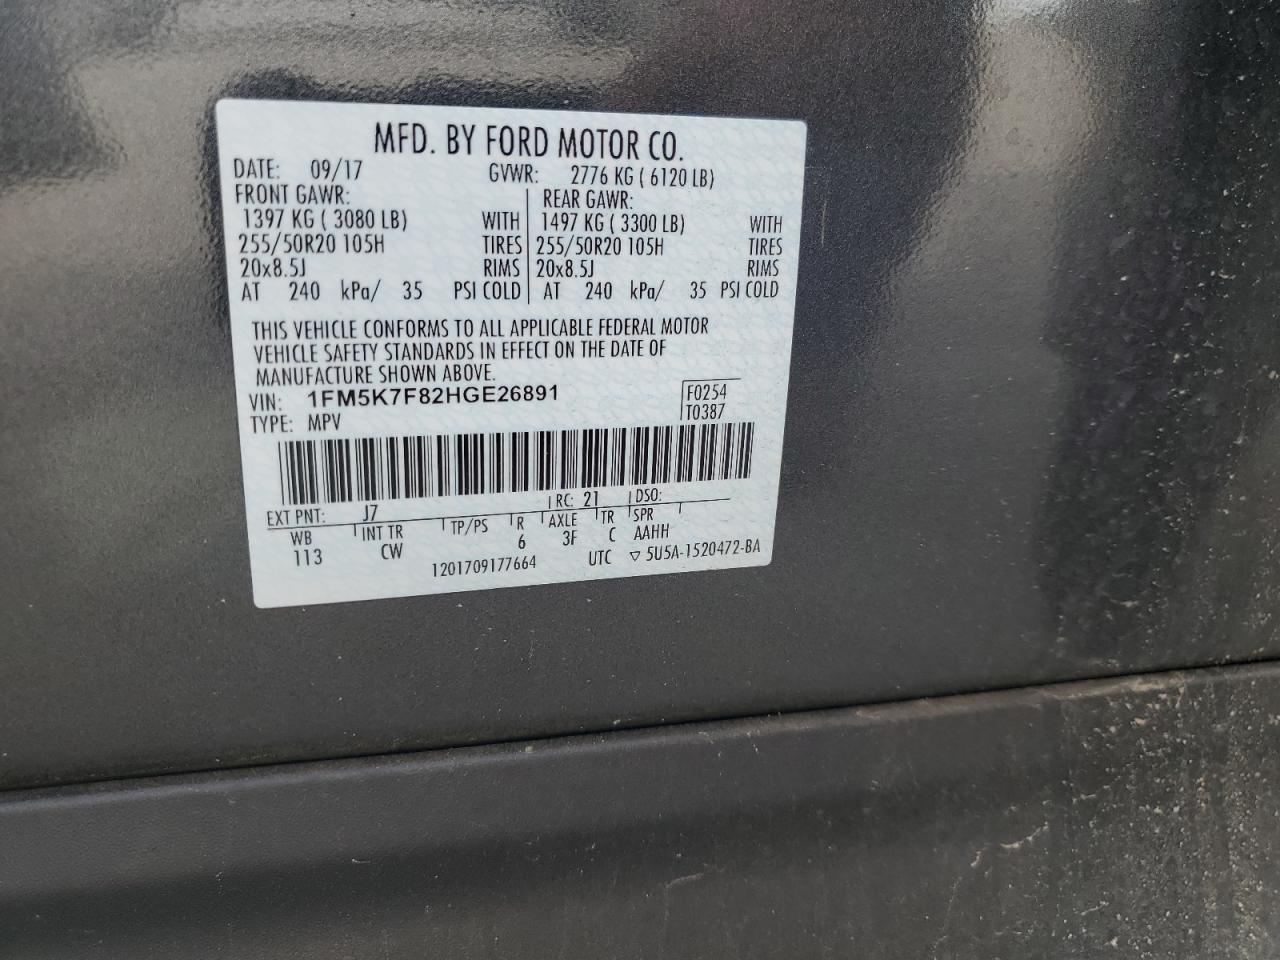 MFD. BY FORD MOTOR CO.
DATE: 09/17 GVWR: 2776 KG ( 6120 LB)
FRONT GAWR: REAR GAWR:
1397 KG ( 3080 LB) WITH 1497 KG ( 3300 LB) WITH
255/50R20 105H TIRES 255/50R20 105H TIRES
20x8.5J RIMS 20x8.5J RIMS
AT 240 kPa/ 35 PSI COLD AT 240 kPa/ 35 PSI COLD
THIS VEHICLE CONFORMS TO ALL APPLICABLE FEDERAL MOTOR
VEHICLE SAFETY STANDARDS IN EFFECT ON THE DATE OF
MANUFACTURE SHOWN ABOVE.
VIN: 1FM5K7F82HGE26891 F0254
TYPE: MPV T0387
EXT PNT: J7 RC: 21 DSO:
WB INT TR TP/PS R AXLE TR SPR
113 CW 6 3F C AAHH
1201709177664 UTC ▽ 5U5A-1520472-BA